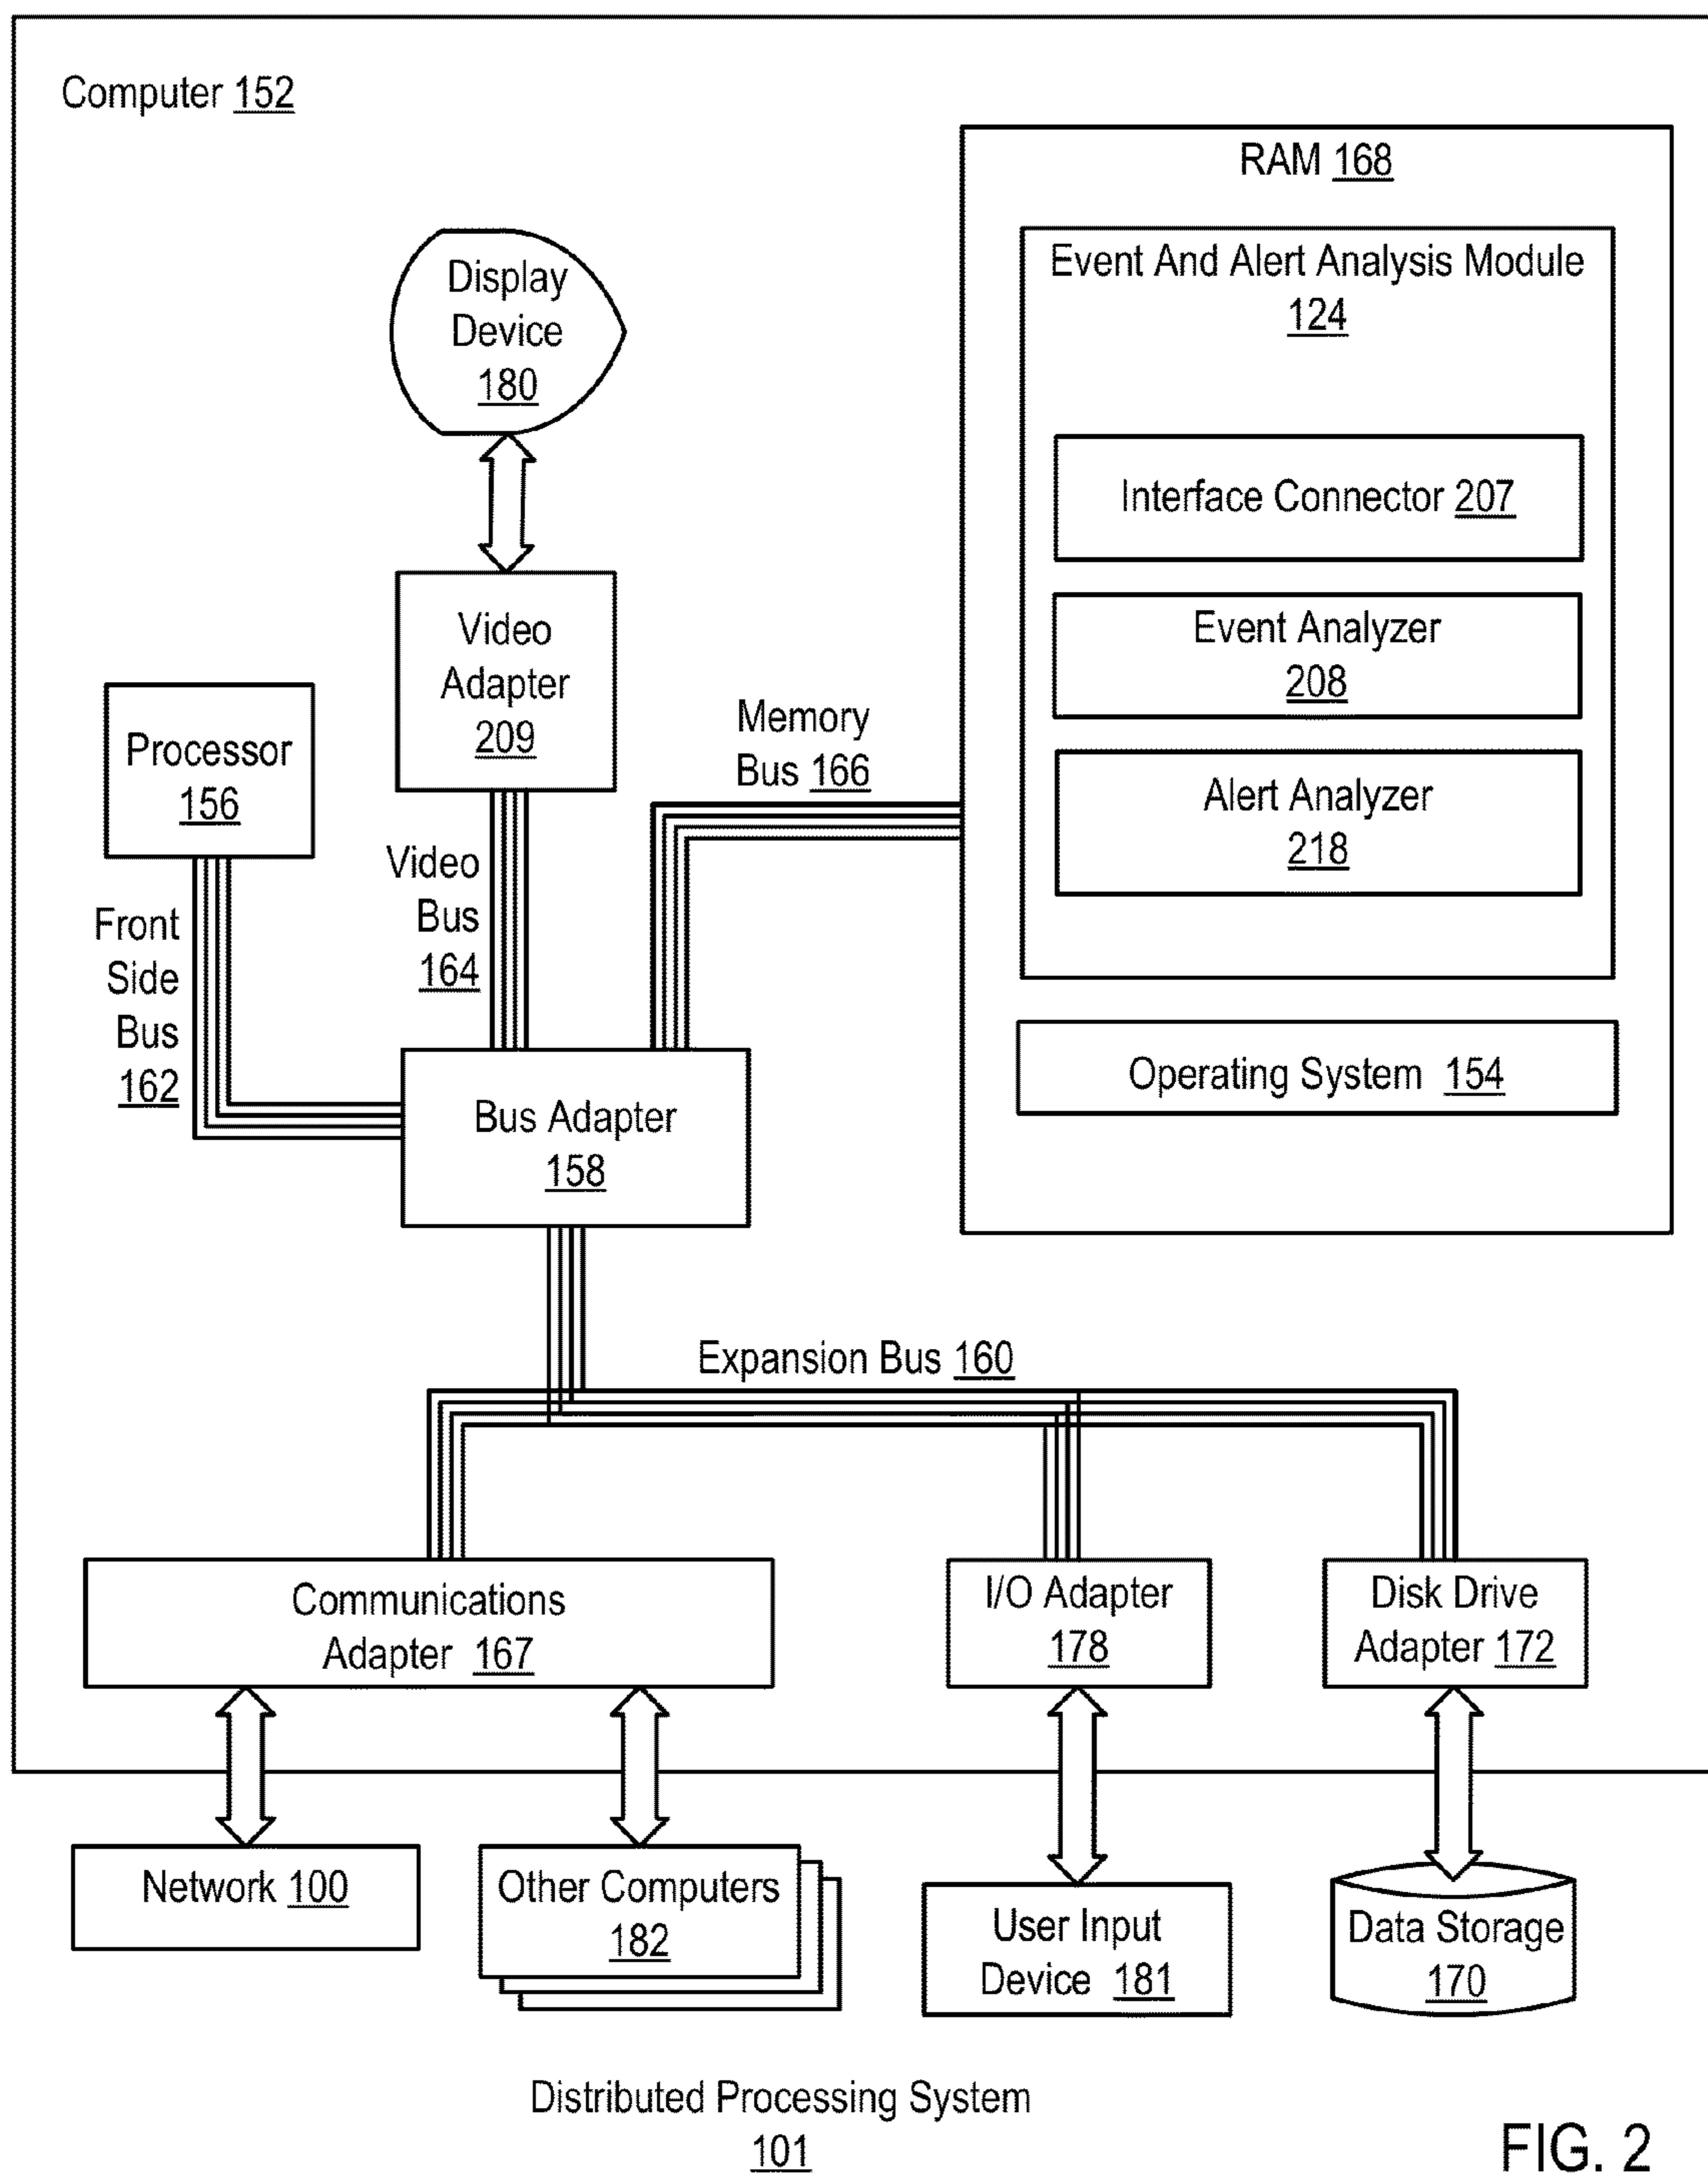 Computer 152
RAM 168
Event And Alert Analysis Module
124
Interface Connector 207
Event Analyzer
208
Alert Analyzer
218
Operating System 154
Display
Device
180
Video
Adapter
209
Processor
156
Memory
Bus 166
Video
Bus
164
Front
Side
Bus
162
Bus Adapter
158
Expansion Bus 160
Communications
Adapter 167
I/O Adapter
178
Disk Drive
Adapter 172
Network 100
Other Computers
182
User Input
Device 181
Data Storage
170
Distributed Processing System
101
FIG. 2